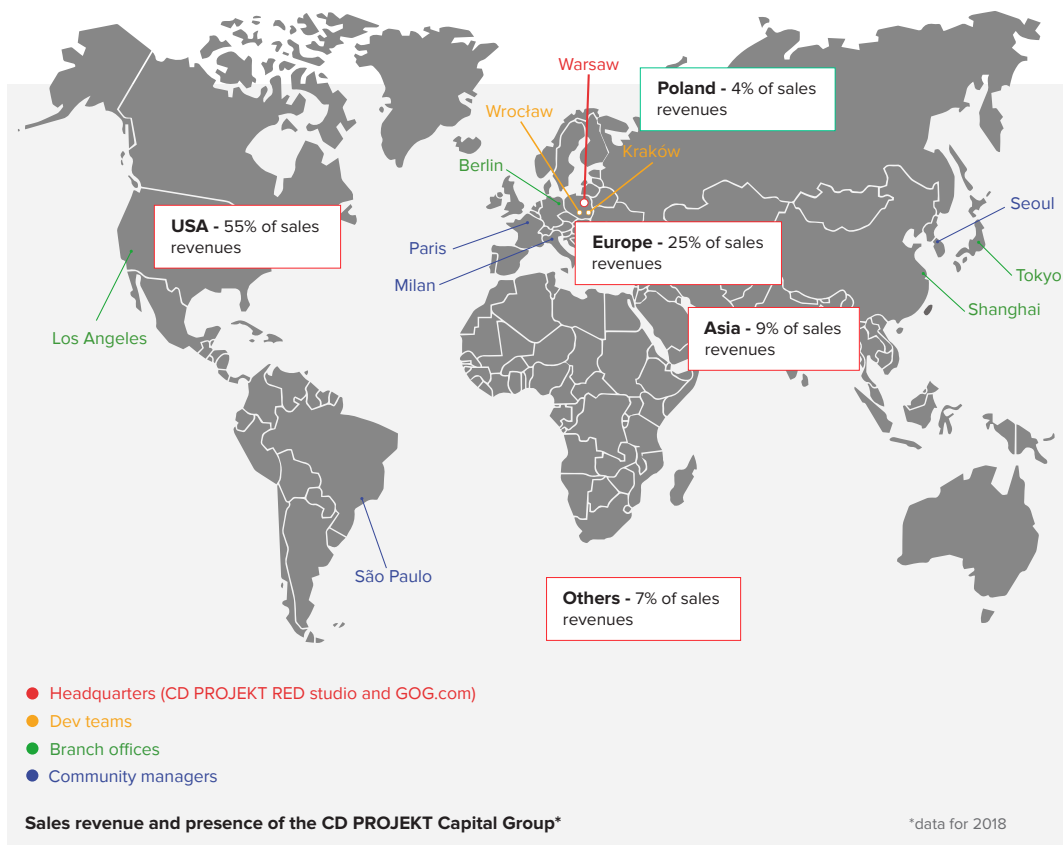 Warsaw
Poland - 4% of sales
revenues
Wrocław
Kraków
Berlin
USA - 55% of sales
revenues
Seoul
Paris
Europe - 25% of sales
revenues
Milan
Tokyo
Shanghai
Asia - 9% of sales
revenues
Los Angeles
São Paulo
Others - 7% of sales
revenues
Headquarters (CD PROJEKT RED studio and GOG.com)
Dev teams
Branch offices
Community managers
Sales revenue and presence of the CD PROJEKT Capital Group*
*data for 2018